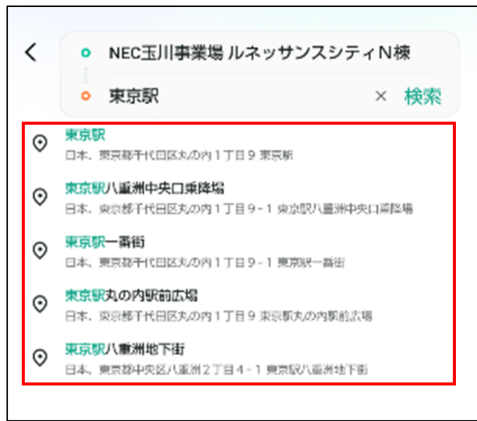 NEC玉川事業場 ルネッサンスシティN棟
東京駅 × 検索
東京駅
日本、東京都千代田区丸の内1丁目9 東京駅
東京駅八重洲中央口乗降場
日本、東京都千代田区丸の内1丁目9-1 東京駅八重洲中央口乗降場
東京駅一番街
日本、東京都千代田区丸の内1丁目9-1 東京駅一番街
東京駅丸の内駅前広場
日本、東京都千代田区丸の内1丁目9 東京駅丸の内駅前広場
東京駅八重洲地下街
日本、東京都中央区八重洲2丁目4-1 東京駅八重洲地下街